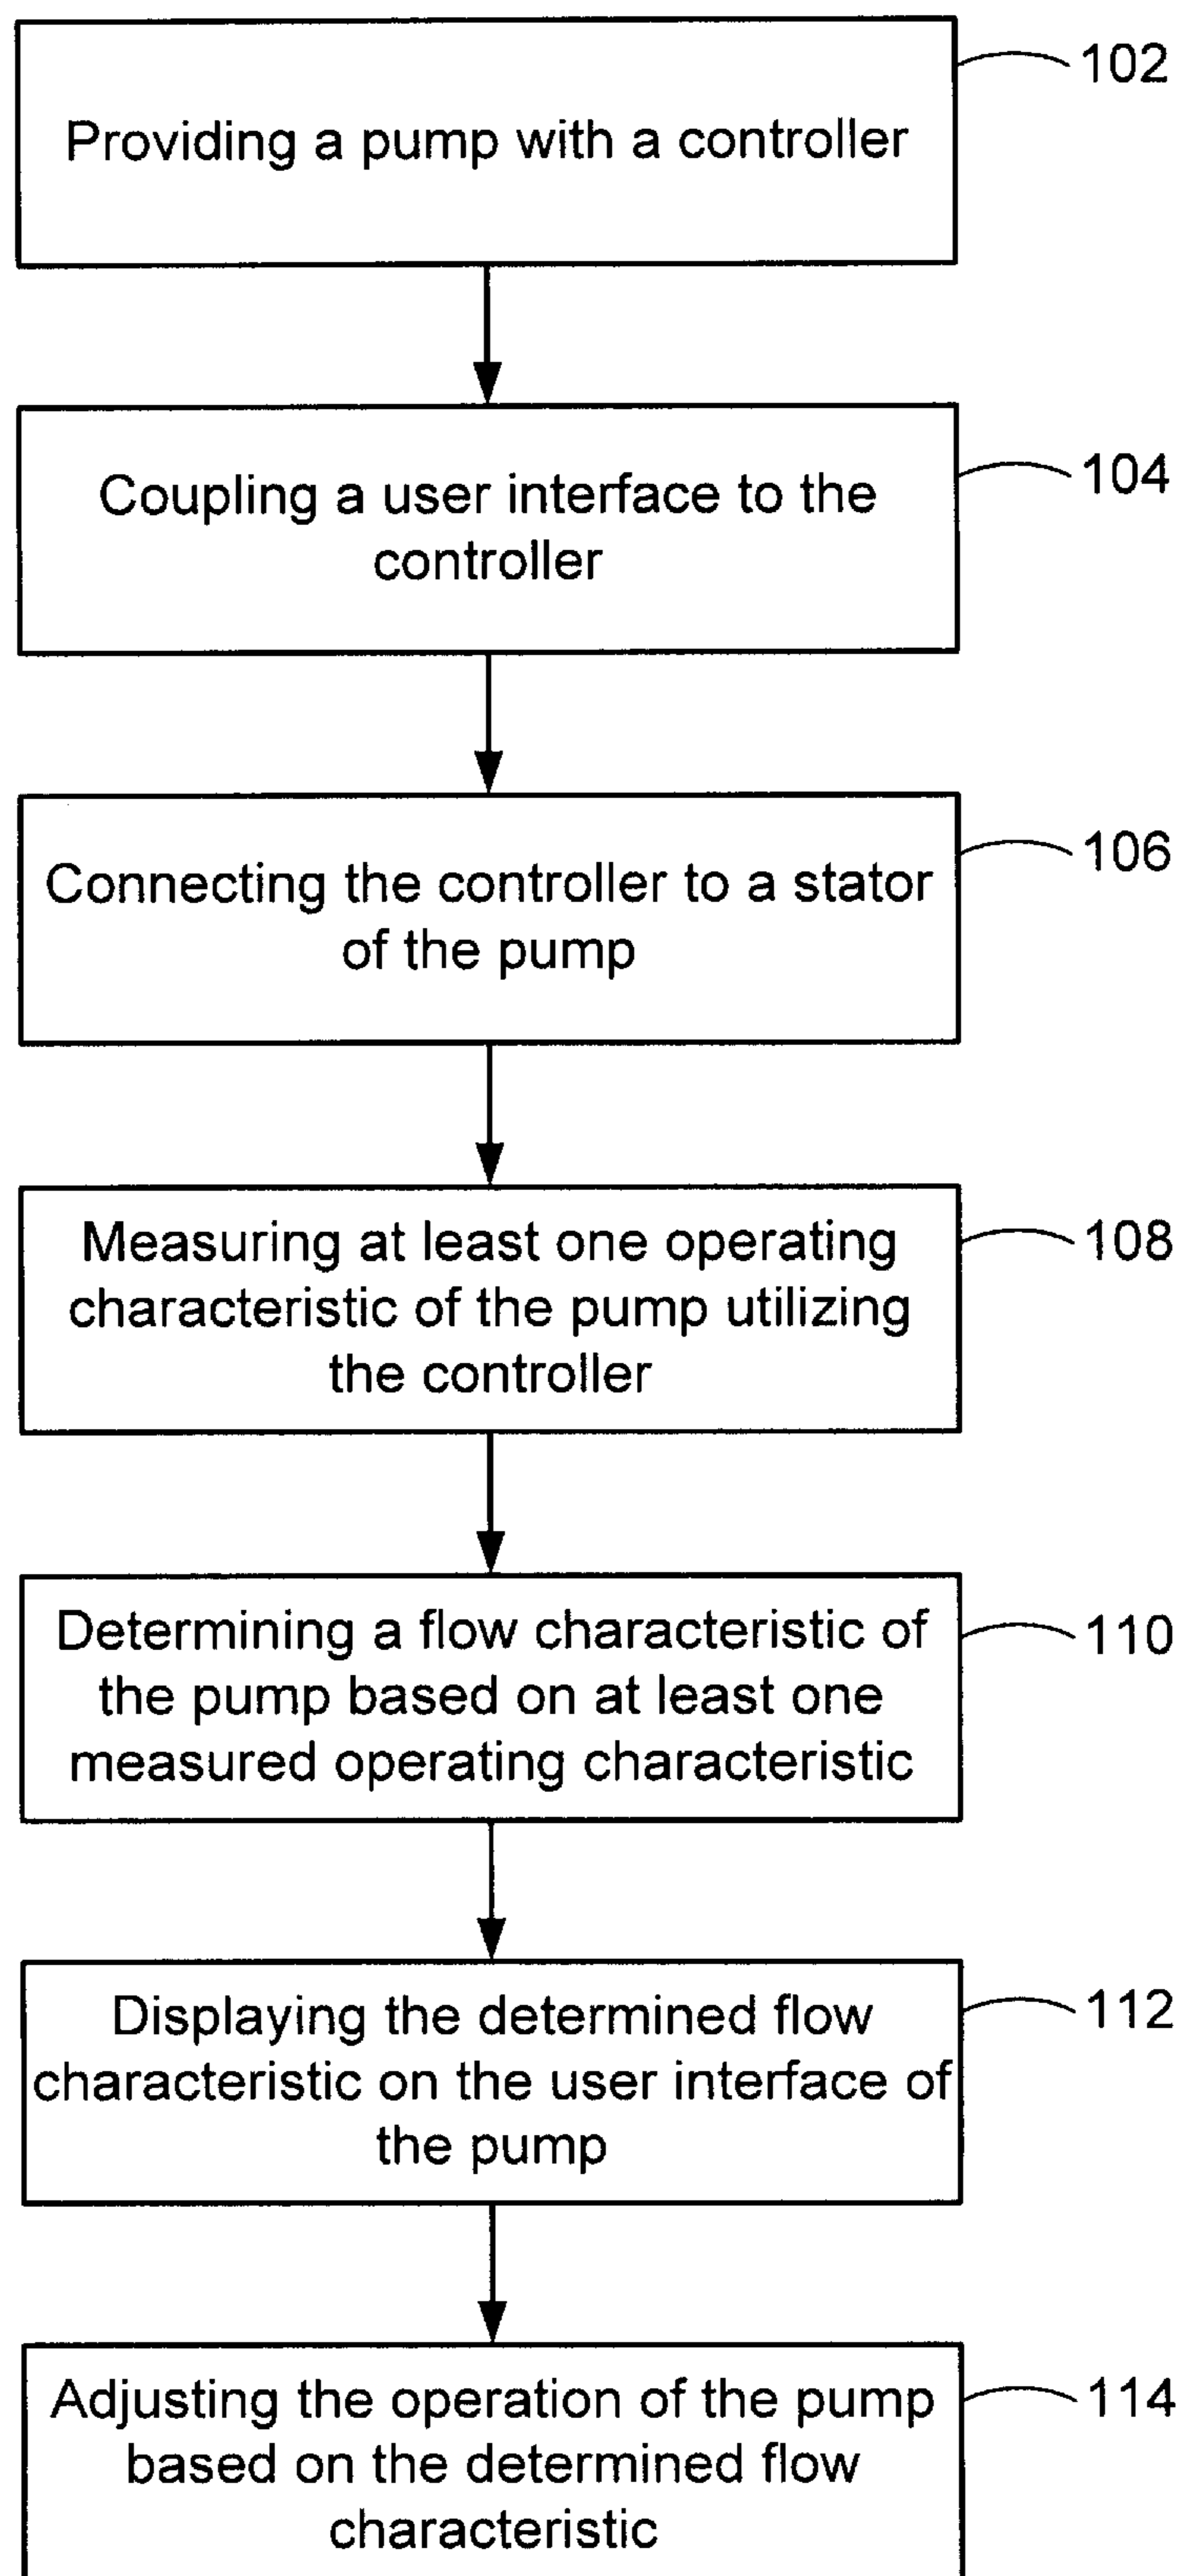 Providing a pump with a controller
102
Coupling a user interface to the
controller
104
Connecting the controller to a stator
of the pump
106
Measuring at least one operating
characteristic of the pump utilizing
the controller
108
Determining a flow characteristic of
the pump based on at least one
measured operating characteristic
110
Displaying the determined flow
characteristic on the user interface of
the pump
112
Adjusting the operation of the pump
based on the determined flow
characteristic
114